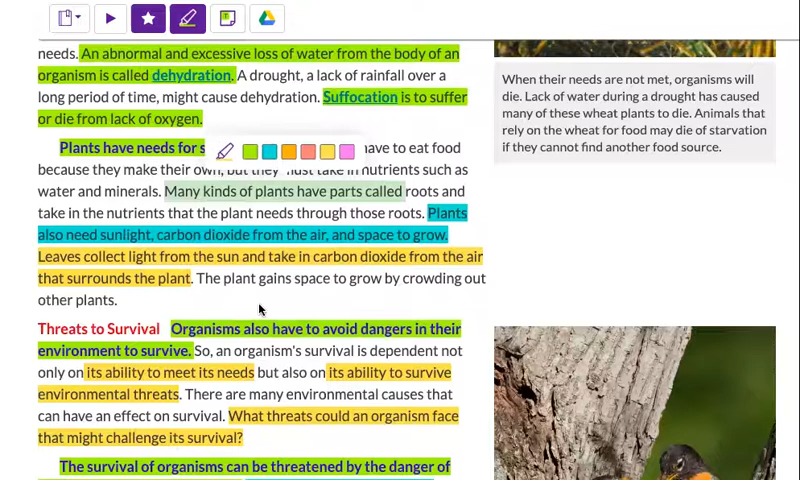 needs. An abnormal and excessive loss of water from the body of an
organism is called dehydration. A drought, a lack of rainfall over a
long period of time, might cause dehydration. Suffocation is to suffer
or die from lack of oxygen.
Plants have needs for s have to eat food
because they make their own, but they must take in nutrients such as
water and minerals. Many kinds of plants have parts called roots and
take in the nutrients that the plant needs through those roots. Plants
also need sunlight, carbon dioxide from the air, and space to grow.
Leaves collect light from the sun and take in carbon dioxide from the air
that surrounds the plant. The plant gains space to grow by crowding out
other plants.
Threats to Survival Organisms also have to avoid dangers in their
environment to survive. So, an organism's survival is dependent not
only on its ability to meet its needs but also on its ability to survive
environmental threats. There are many environmental causes that
can have an effect on survival. What threats could an organism face
that might challenge its survival?
The survival of organisms can be threatened by the danger of
When their needs are not met, organisms will
die. Lack of water during a drought has caused
many of these wheat plants to die. Animals that
rely on the wheat for food may die of starvation
if they cannot find another food source.